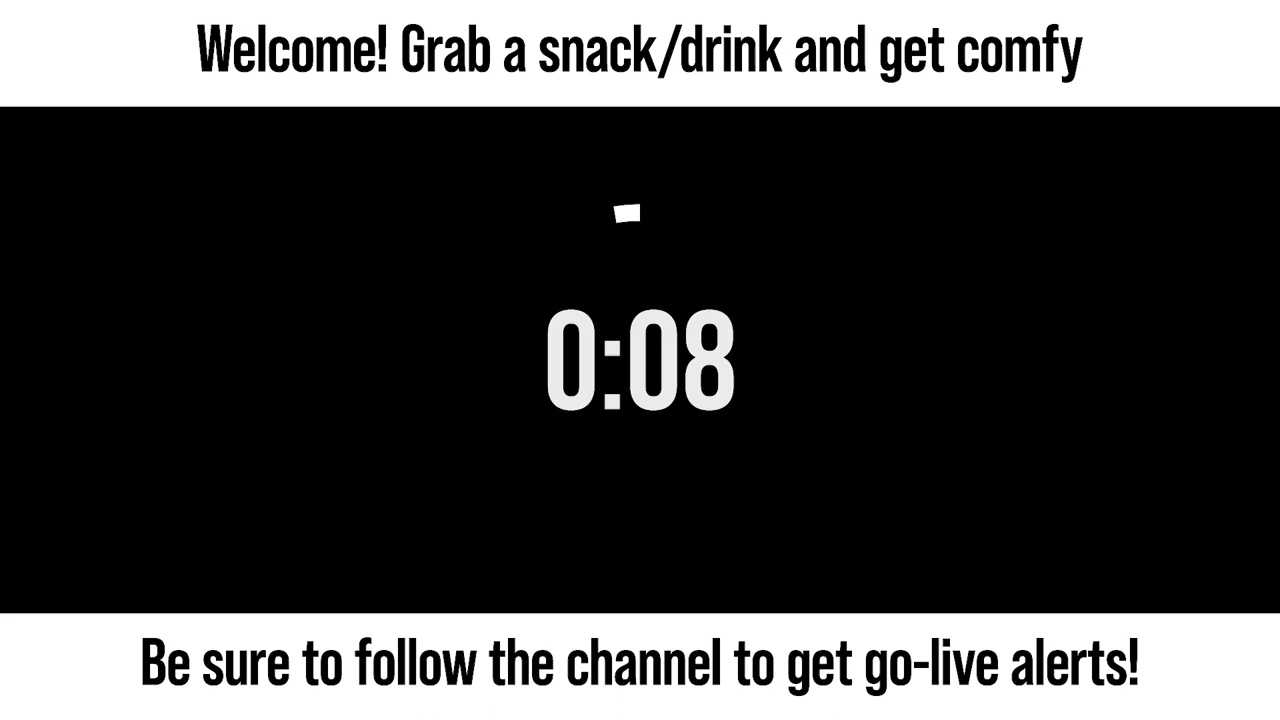 Welcome! Grab a snack/drink and get comfy
0:08
Be sure to follow the channel to get go-live alerts!